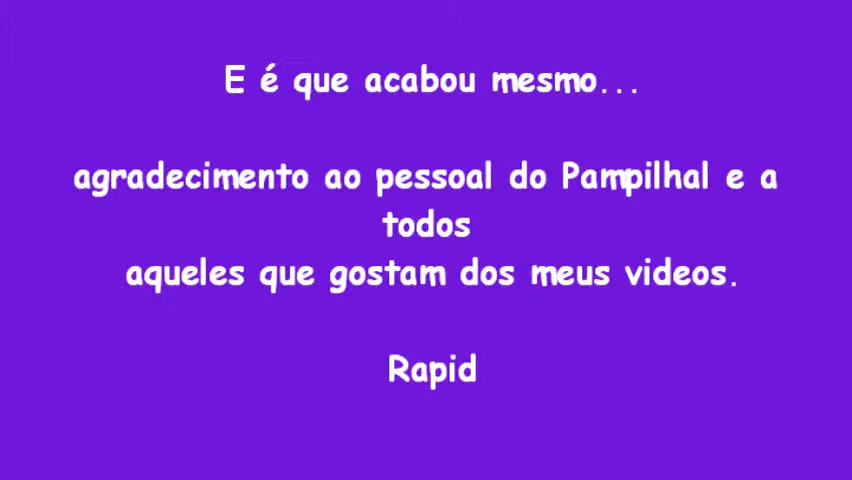 E é que acabou mesmo...
agradecimento ao pessoal do Pampilhal e a
todos
aqueles que gostam dos meus videos.
Rapid